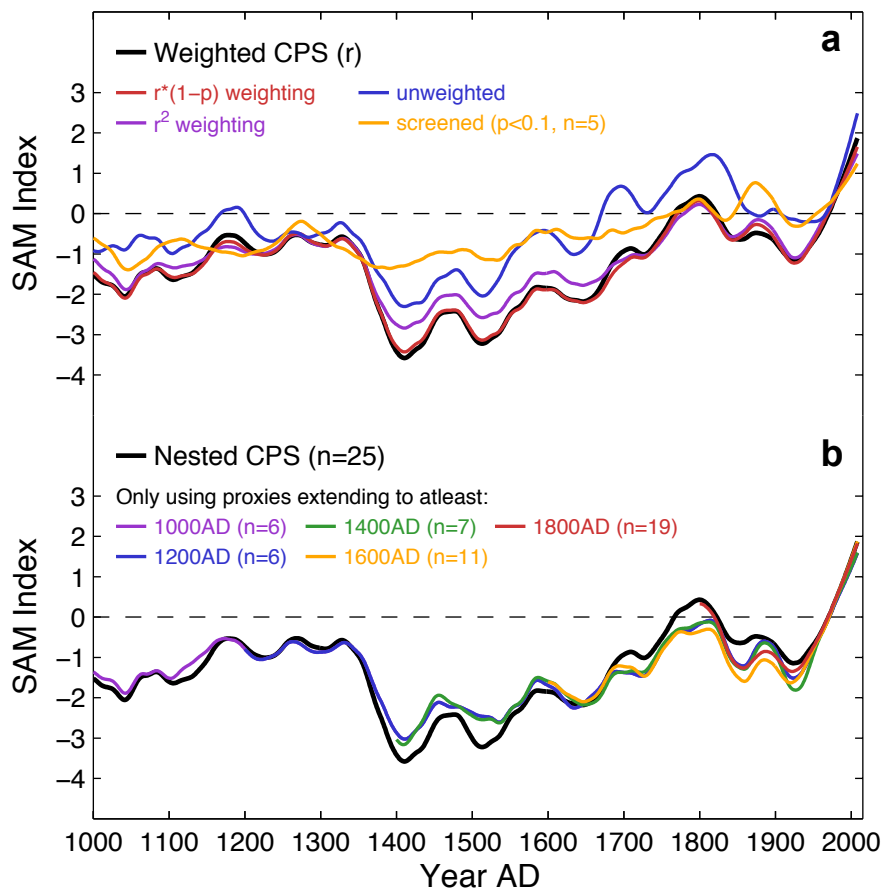 a
Weighted CPS (r)
r*(1-p) weighting
unweighted
r² weighting
screened (p<0.1, n=5)
SAM Index
3
2
1
0
−1
−2
−3
−4
b
Nested CPS (n=25)
Only using proxies extending to atleast:
1000AD (n=6)
1400AD (n=7)
1800AD (n=19)
1200AD (n=6)
1600AD (n=11)
SAM Index
3
2
1
0
−1
−2
−3
−4
1000 1100 1200 1300 1400 1500 1600 1700 1800 1900 2000
Year AD